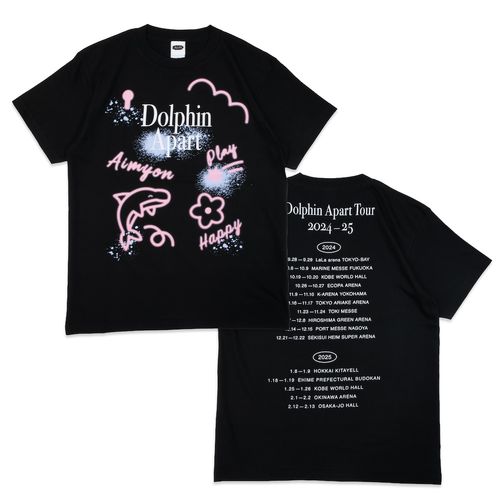 Dolphin
Apart
Aimyon
Play
Happy
Dolphin Apart Tour
2024–25
2024
9.28–9.29 LaLa arena TOKYO-BAY
.8–10.9 MARINE MESSE FUKUOKA
10.19–10.20 KOBE WORLD HALL
10.26–10.27 ECOPA ARENA
11.9–11.10 K-ARENA YOKOHAMA
11.16–11.17 TOKYO ARIAKE ARENA
11.23–11.24 TOKI MESSE
12.7–12.8 HIROSHIMA GREEN ARENA
12.14–12.15 PORT MESSE NAGOYA
12.21–12.22 SEKISUI HEIM SUPER ARENA
2025
1.8–1.9 HOKKAI KITAYELL
1.18–1.19 EHIME PREFECTURAL BUDOKAN
1.25–1.26 KOBE WORLD HALL
2.1–2.2 OKINAWA ARENA
2.12–2.13 OSAKA-JO HALL